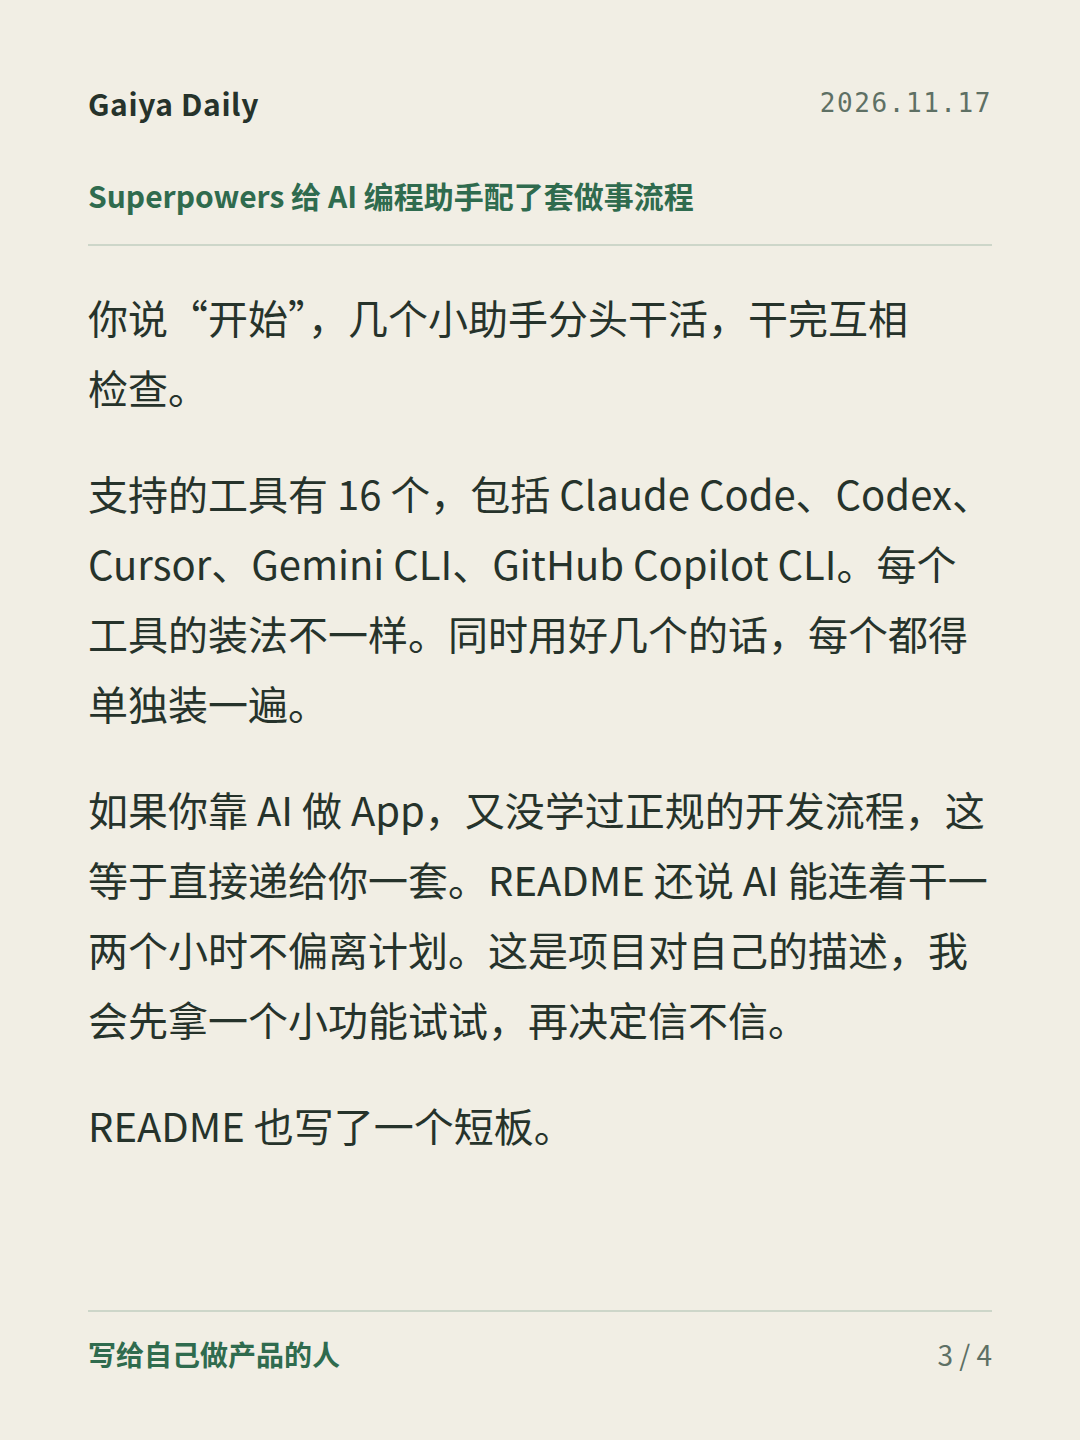 Gaiya Daily
2026.11.17
Superpowers 给 AI 编程助手配了套做事流程
你说“开始”，几个小助手分头干活，干完互相
检查。
支持的工具有 16 个，包括 Claude Code、Codex、
Cursor、Gemini CLI、GitHub Copilot CLI。每个
工具的装法不一样。同时用好几个的话，每个都得
单独装一遍。
如果你靠 AI 做 App，又没学过正规的开发流程，这
等于直接递给你一套。README 还说 AI 能连着干一
两个小时不偏离计划。这是项目对自己的描述，我
会先拿一个小功能试试，再决定信不信。
README 也写了一个短板。
写给自己做产品的人
3 / 4